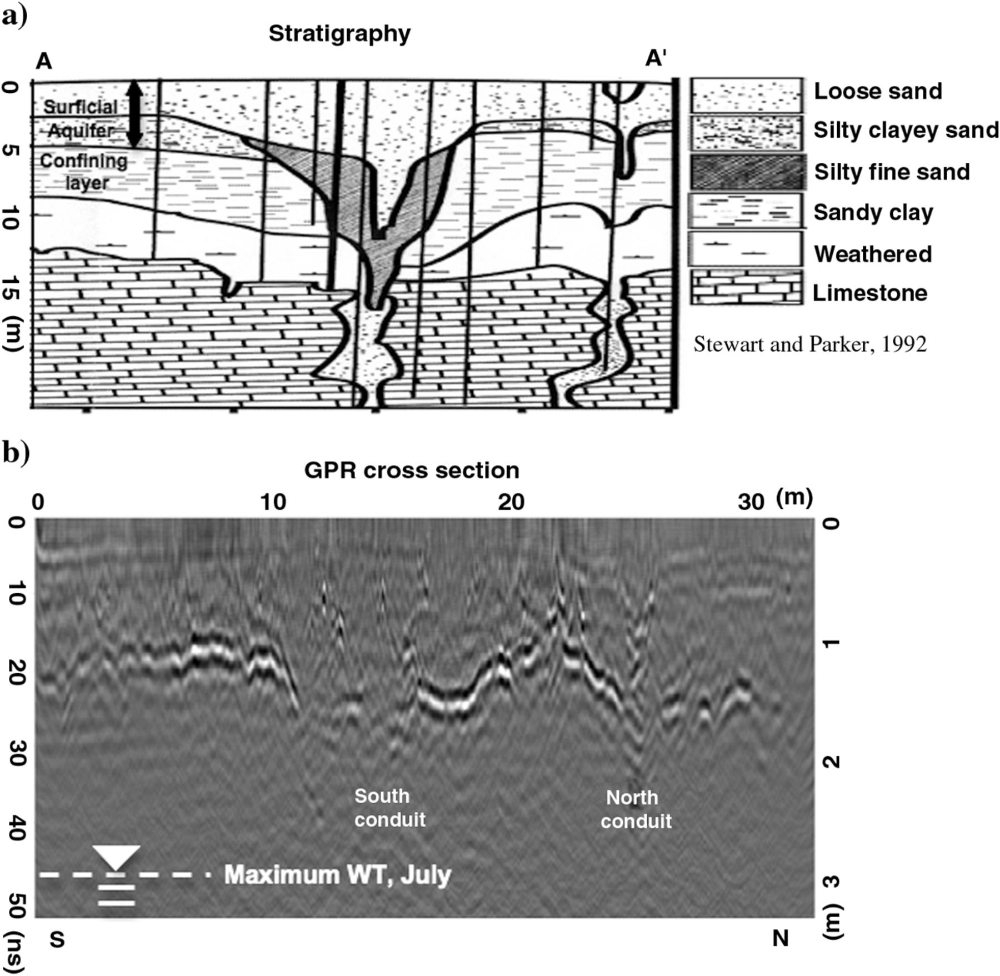 a)
Stratigraphy
A
A'
0
5
10
15
(m)
Surficial
Aquifer
Confining
layer
Loose sand
Silty clayey sand
Silty fine sand
Sandy clay
Weathered
Limestone
Stewart and Parker, 1992
b)
GPR cross section
0 10 20 30 (m)
0
10
20
30
40
50
(ns)
0
1
2
3
(m)
South
conduit
North
conduit
Maximum WT, July
S
N